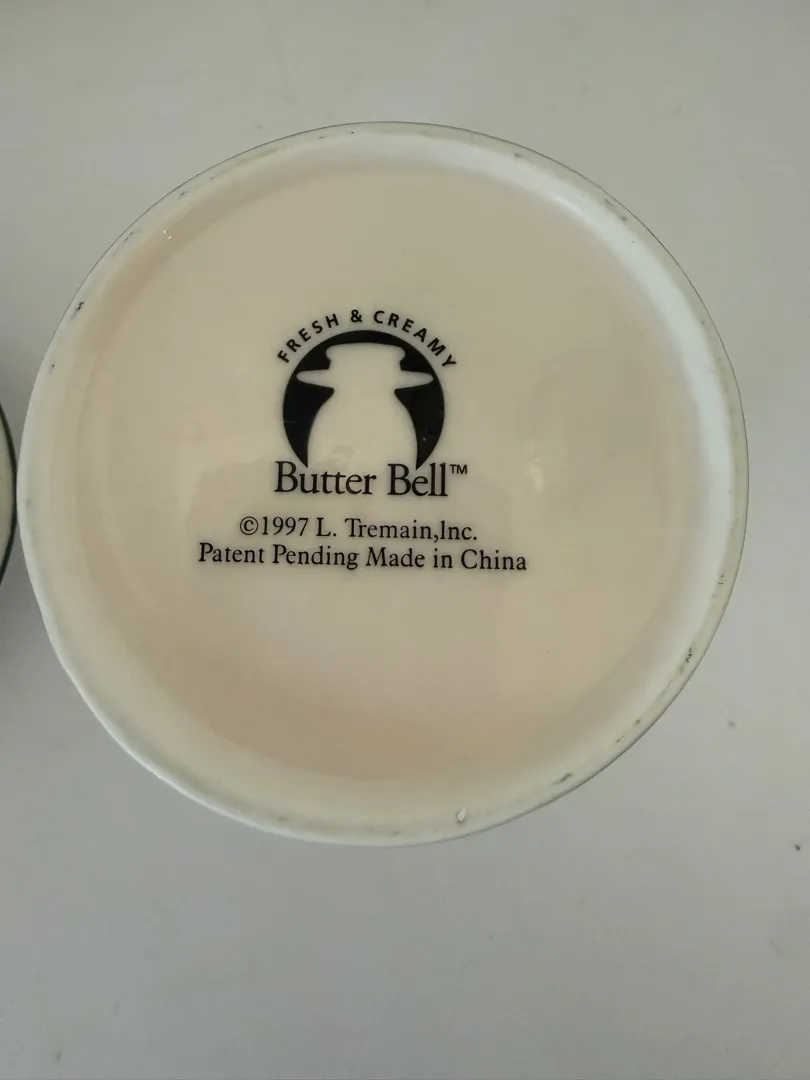 FRESH & CREAMY
Butter Bell™
©1997 L. Tremain,Inc.
Patent Pending Made in China